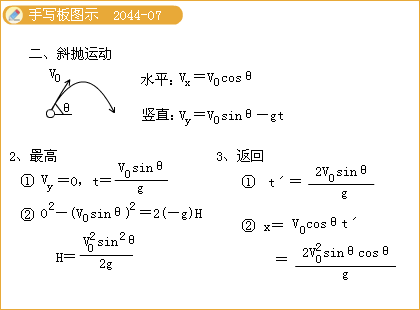 手写板图示 2044-07
二、斜抛运动
V₀
θ
水平：Vₓ＝V₀cosθ
竖直：Vy＝V₀sinθ－gt
2、最高
① Vy＝0，t＝V₀sinθ/g
② 0²－(V₀sinθ)²＝2(－g)H
H＝V₀²sin²θ/2g
3、返回
① t′＝2V₀sinθ/g
② x＝V₀cosθt′
＝2V₀²sinθcosθ/g